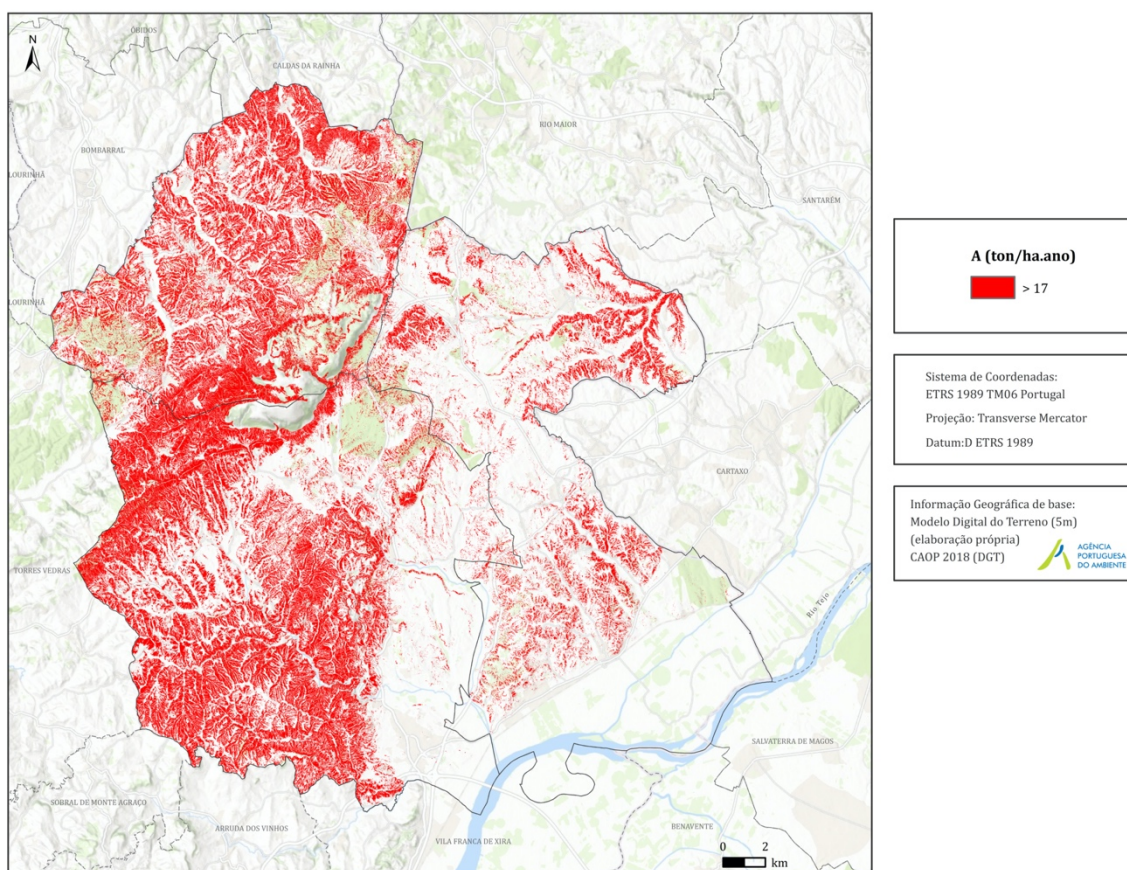 N
ÓBIDOS
CALDAS DA RAINHA
RIO MAIOR
BOMBARRAL
LOURINHÃ
SANTARÉM
LOURINHÃ
CARTAXO
TORRES VEDRAS
Rio Tejo
SALVATERRA DE MAGOS
SOBRAL DE MONTE AGRAÇO
ARRUDA DOS VINHOS
VILA FRANCA DE XIRA
BENAVENTE
0 2
km
A (ton/ha.ano)
> 17
Sistema de Coordenadas:
ETRS 1989 TM06 Portugal
Projeção: Transverse Mercator
Datum:D ETRS 1989
Informação Geográfica de base:
Modelo Digital do Terreno (5m)
(elaboração própria)
CAOP 2018 (DGT)
AGÊNCIA
PORTUGUESA
DO AMBIENTE